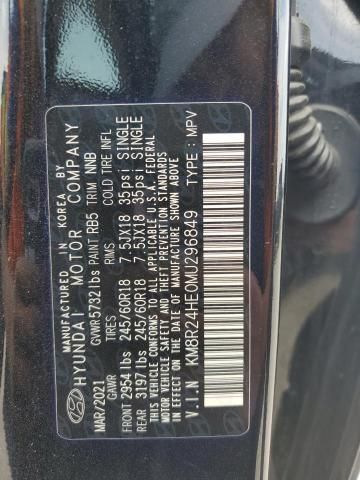 MANUFACTURED IN KOREA BY
HYUNDAI MOTOR COMPANY
MAR/2021 GVWR 5732 lbs PAINT RB5 TRIM NNB
GAWR TIRES RIMS COLD TIRE INFL
FRONT 2954 lbs 245/60R18 7.5JX18 35psi SINGLE
REAR 3197 lbs 245/60R18 7.5JX18 35psi SINGLE
THIS VEHICLE CONFORMS TO ALL APPLICABLE U.S.A. FEDERAL
MOTOR VEHICLE SAFETY, BUMPER, AND THEFT PREVENTION STANDARDS
IN EFFECT ON THE DATE OF MANUFACTURE SHOWN ABOVE.
V.I.N KM8R24HE0MU296849 TYPE : MPV